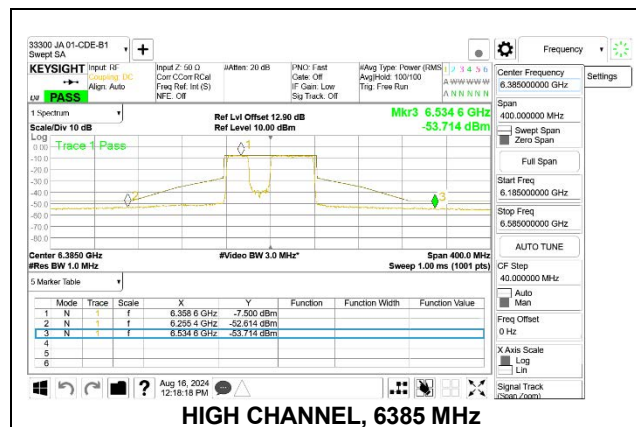 33300 JA 01-CDE-B1
Swept SA
+
Frequency
KEYSIGHT
Input: RF
Coupling: DC
Align: Auto
Input Z: 50 Ω
Corr CCorr RCal
Freq Ref: Int (S)
NFE: Off
#Atten: 20 dB
PNO: Fast
Gate: Off
IF Gain: Low
Sig Track: Off
#Avg Type: Power (RMS)
Avg|Hold: 100/100
Trig: Free Run
1 2 3 4 5 6
A W W W W W
A N N N N N
LXI
PASS
1 Spectrum
Scale/Div 10 dB
Ref Lvl Offset 12.90 dB
Ref Level 10.00 dBm
Mkr3 6.534 6 GHz
-53.714 dBm
Log
Trace 1 Pass
0.00
-10.0
-20.0
-30.0
-40.0
-50.0
-60.0
-70.0
-80.0
1
2
3
Center 6.3850 GHz
#Res BW 1.0 MHz
#Video BW 3.0 MHz*
Span 400.0 MHz
Sweep 1.00 ms (1001 pts)
5 Marker Table
Mode Trace Scale X Y Function Function Width Function Value
1 N 1 f 6.358 6 GHz -7.500 dBm
2 N 1 f 6.255 4 GHz -52.614 dBm
3 N 1 f 6.534 6 GHz -53.714 dBm
4
5
6
Center Frequency
6.385000000 GHz
Settings
Span
400.000000 MHz
Swept Span
Zero Span
Full Span
Start Freq
6.185000000 GHz
Stop Freq
6.585000000 GHz
AUTO TUNE
CF Step
40.000000 MHz
Auto
Man
Freq Offset
0 Hz
X Axis Scale
Log
Lin
Signal Track
(Span Zoom)
?
Aug 16, 2024
12:18:18 PM
HIGH CHANNEL, 6385 MHz